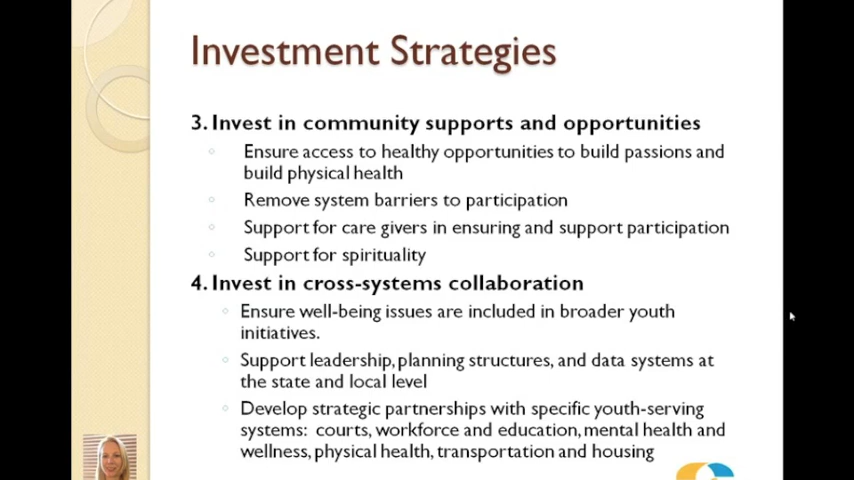 Investment Strategies
3. Invest in community supports and opportunities
Ensure access to healthy opportunities to build passions and
build physical health
Remove system barriers to participation
Support for care givers in ensuring and support participation
Support for spirituality
4. Invest in cross-systems collaboration
Ensure well-being issues are included in broader youth
initiatives.
Support leadership, planning structures, and data systems at
the state and local level
Develop strategic partnerships with specific youth-serving
systems: courts, workforce and education, mental health and
wellness, physical health, transportation and housing